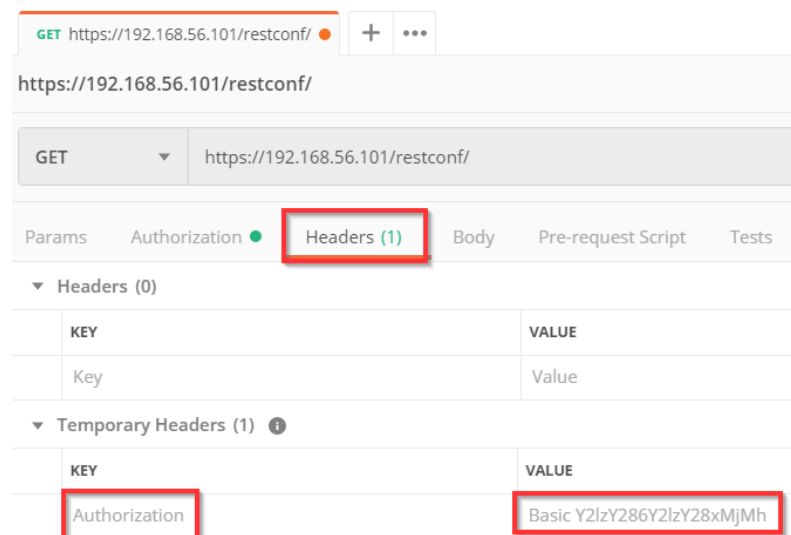 GET https://192.168.56.101/restconf/
https://192.168.56.101/restconf/
GET https://192.168.56.101/restconf/
Params Authorization Headers (1) Body Pre-request Script Tests
Headers (0)
KEY VALUE
Key Value
Temporary Headers (1)
KEY VALUE
Authorization Basic Y2lzY286Y2lzY28xMjMh